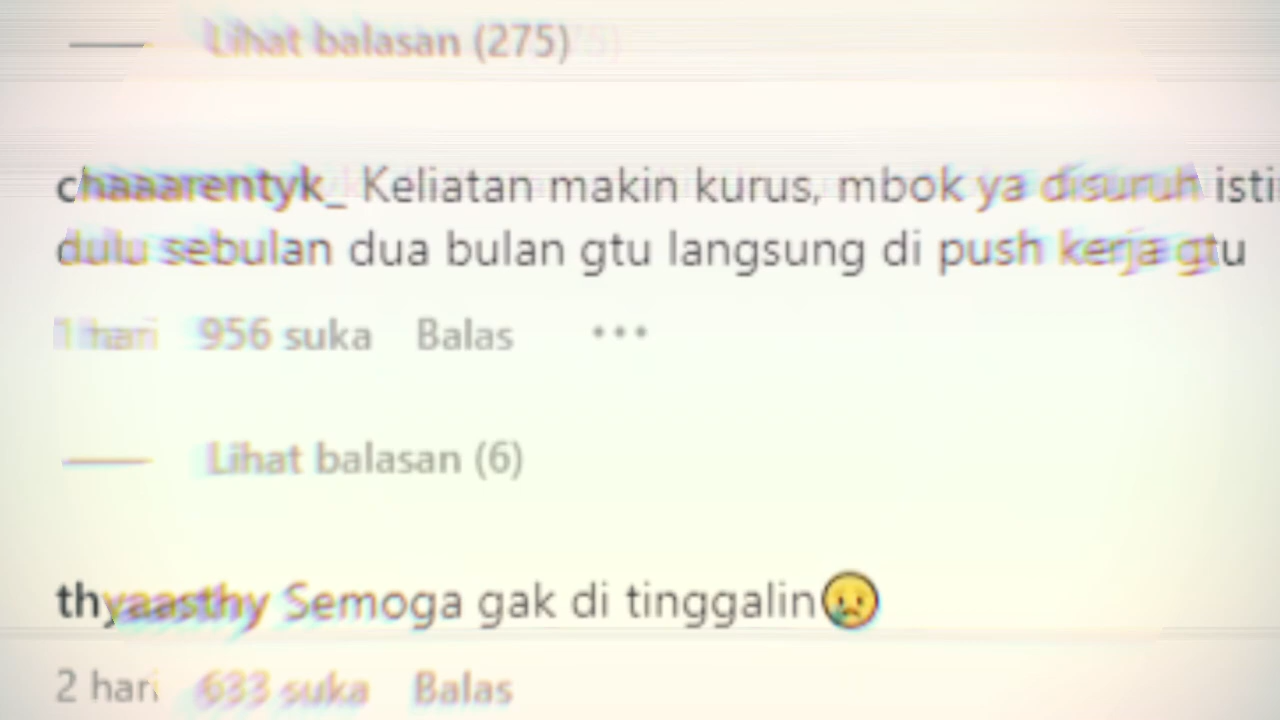 Lihat balasan (275)
chaaarentyk_ Keliatan makin kurus, mbok ya disuruh
dulu sebulan dua bulan gtu langsung di push kerja gtu
1 hari 956 suka Balas •••
Lihat balasan (6)
thyaasthy Semoga gak di tinggalin😥
2 hari 633 suka Balas